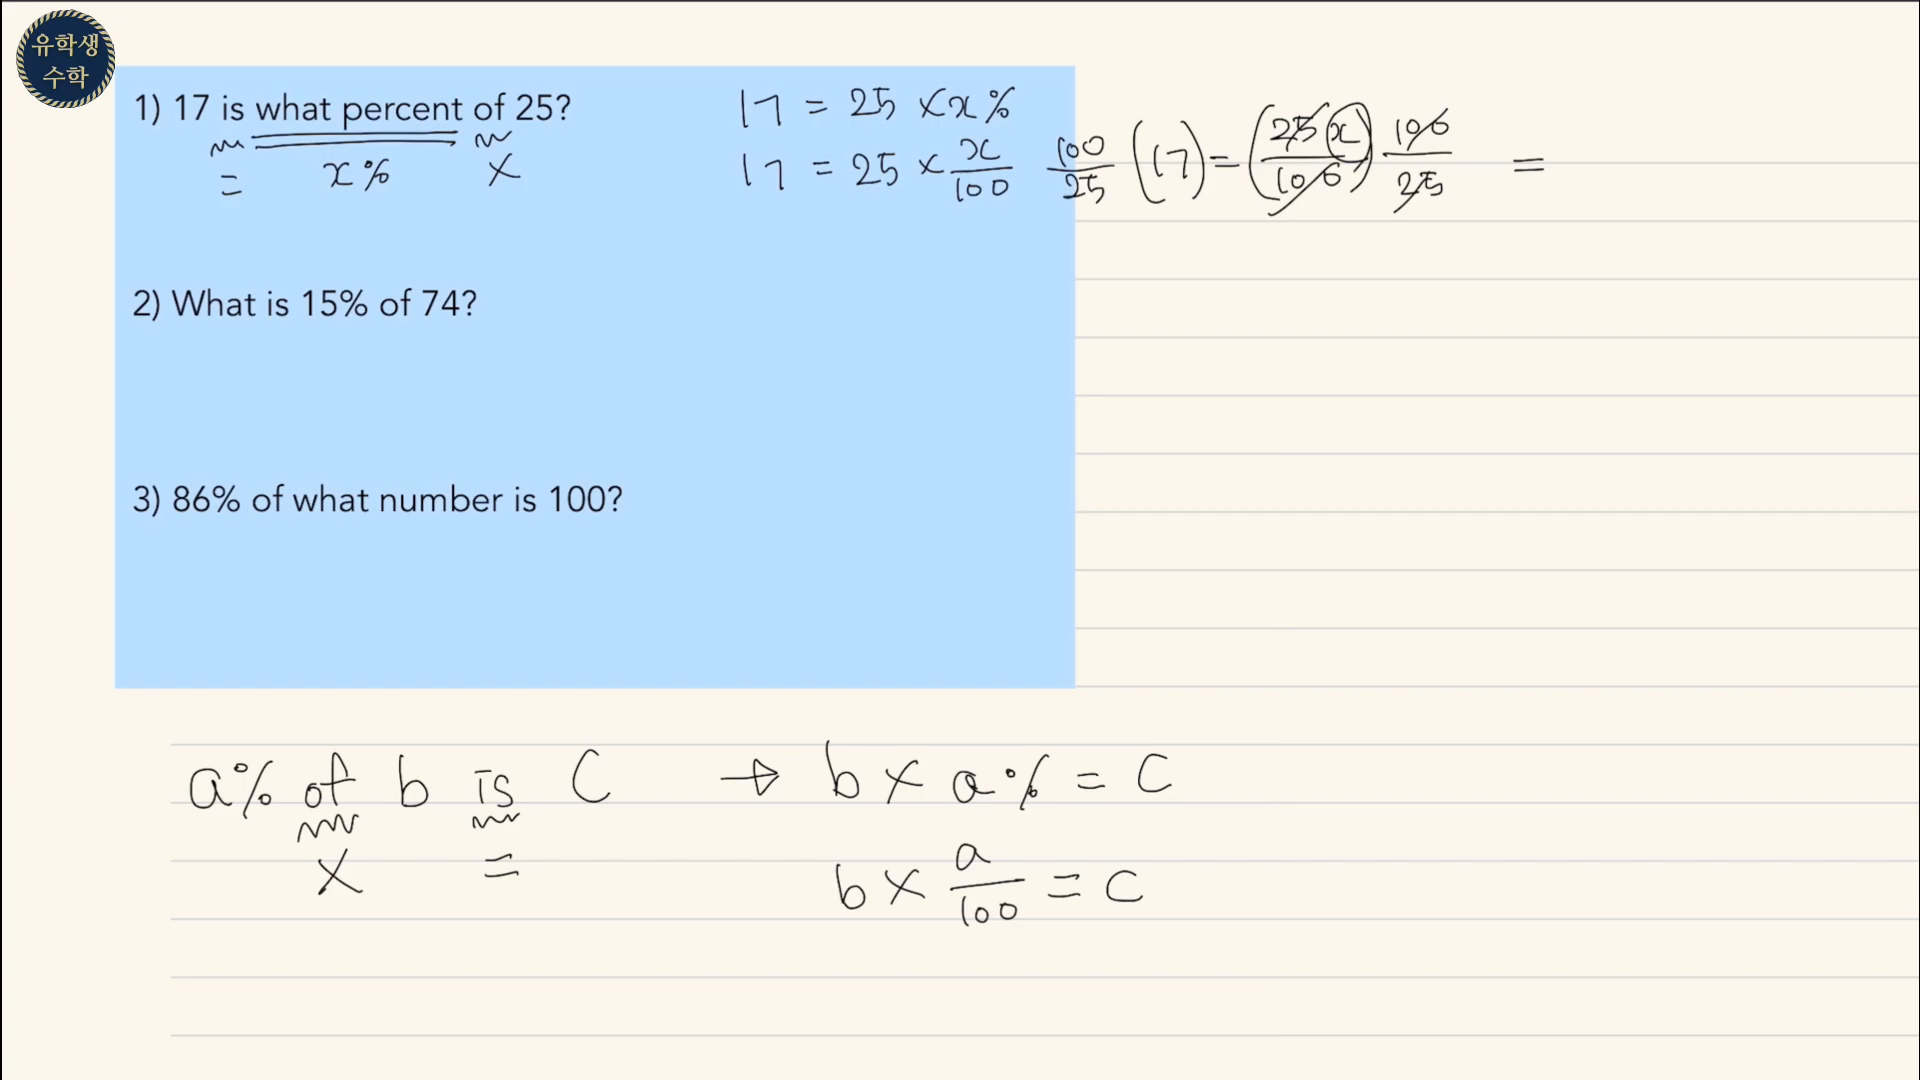 유학생
수학
1) 17 is what percent of 25?
= x% ×
17 = 25 × x%
17 = 25 × x/100
100/25 (17) = (25x/100) 100/25 =
2) What is 15% of 74?
3) 86% of what number is 100?
a% of b is C → b × a% = C
× =
b × a/100 = C